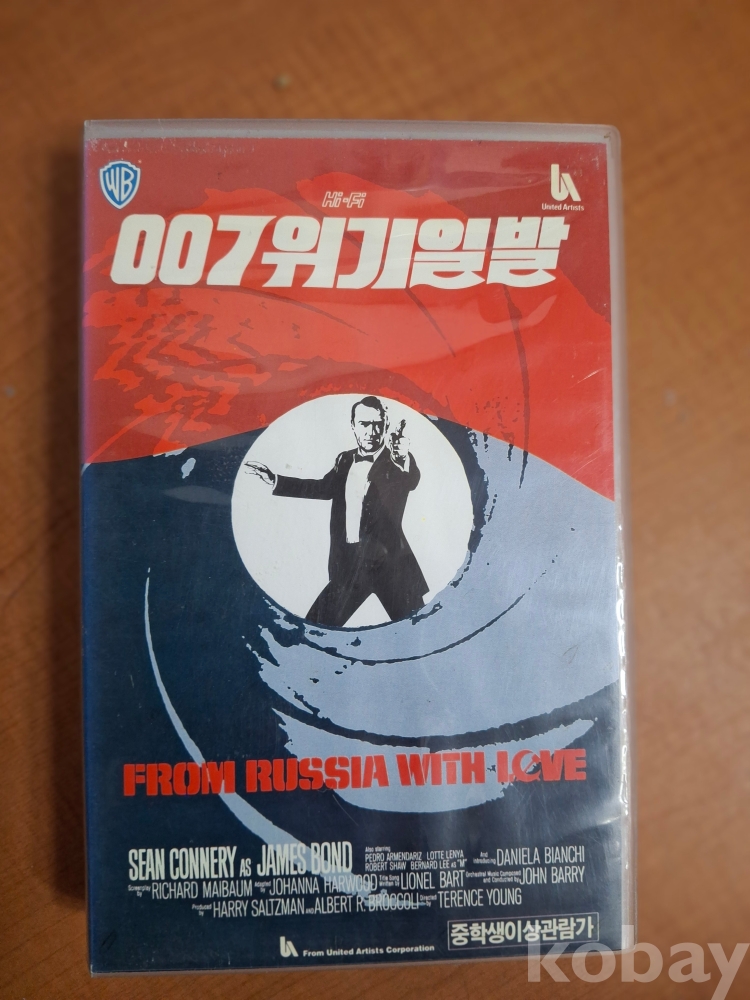 WB
Hi-Fi
United Artists
007위기일발
FROM RUSSIA WITH LOVE
SEAN CONNERY AS JAMES BOND
Also starring
PEDRO ARMENDARIZ LOTTE LENYA
ROBERT SHAW BERNARD LEE as "M"
And introducing DANIELA BIANCHI
Screenplay by RICHARD MAIBAUM Adapted by JOHANNA HARWOOD Title Song Written by LIONEL BART Orchestral Music Composed and Conducted by JOHN BARRY
Produced by HARRY SALTZMAN AND ALBERT R. BROCCOLI Directed by TERENCE YOUNG
중학생이상관람가
From United Artists Corporation
kobay